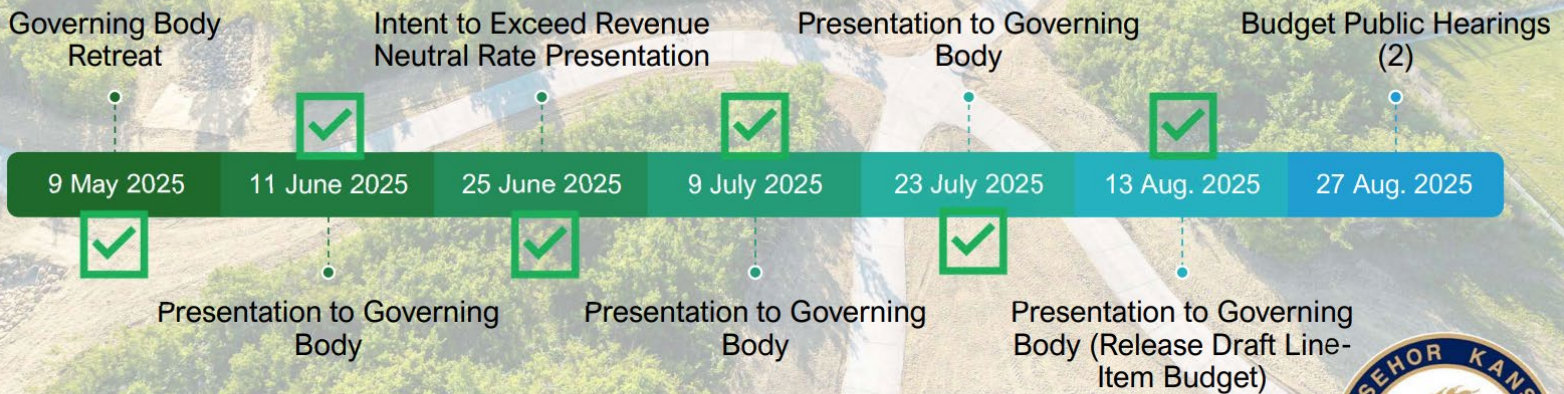 Governing Body
Retreat
Intent to Exceed Revenue
Neutral Rate Presentation
Presentation to Governing
Body
Budget Public Hearings
(2)
9 May 2025
11 June 2025
25 June 2025
9 July 2025
23 July 2025
13 Aug. 2025
27 Aug. 2025
Presentation to Governing
Body
Presentation to Governing
Body
Presentation to Governing
Body (Release Draft Line-
Item Budget)